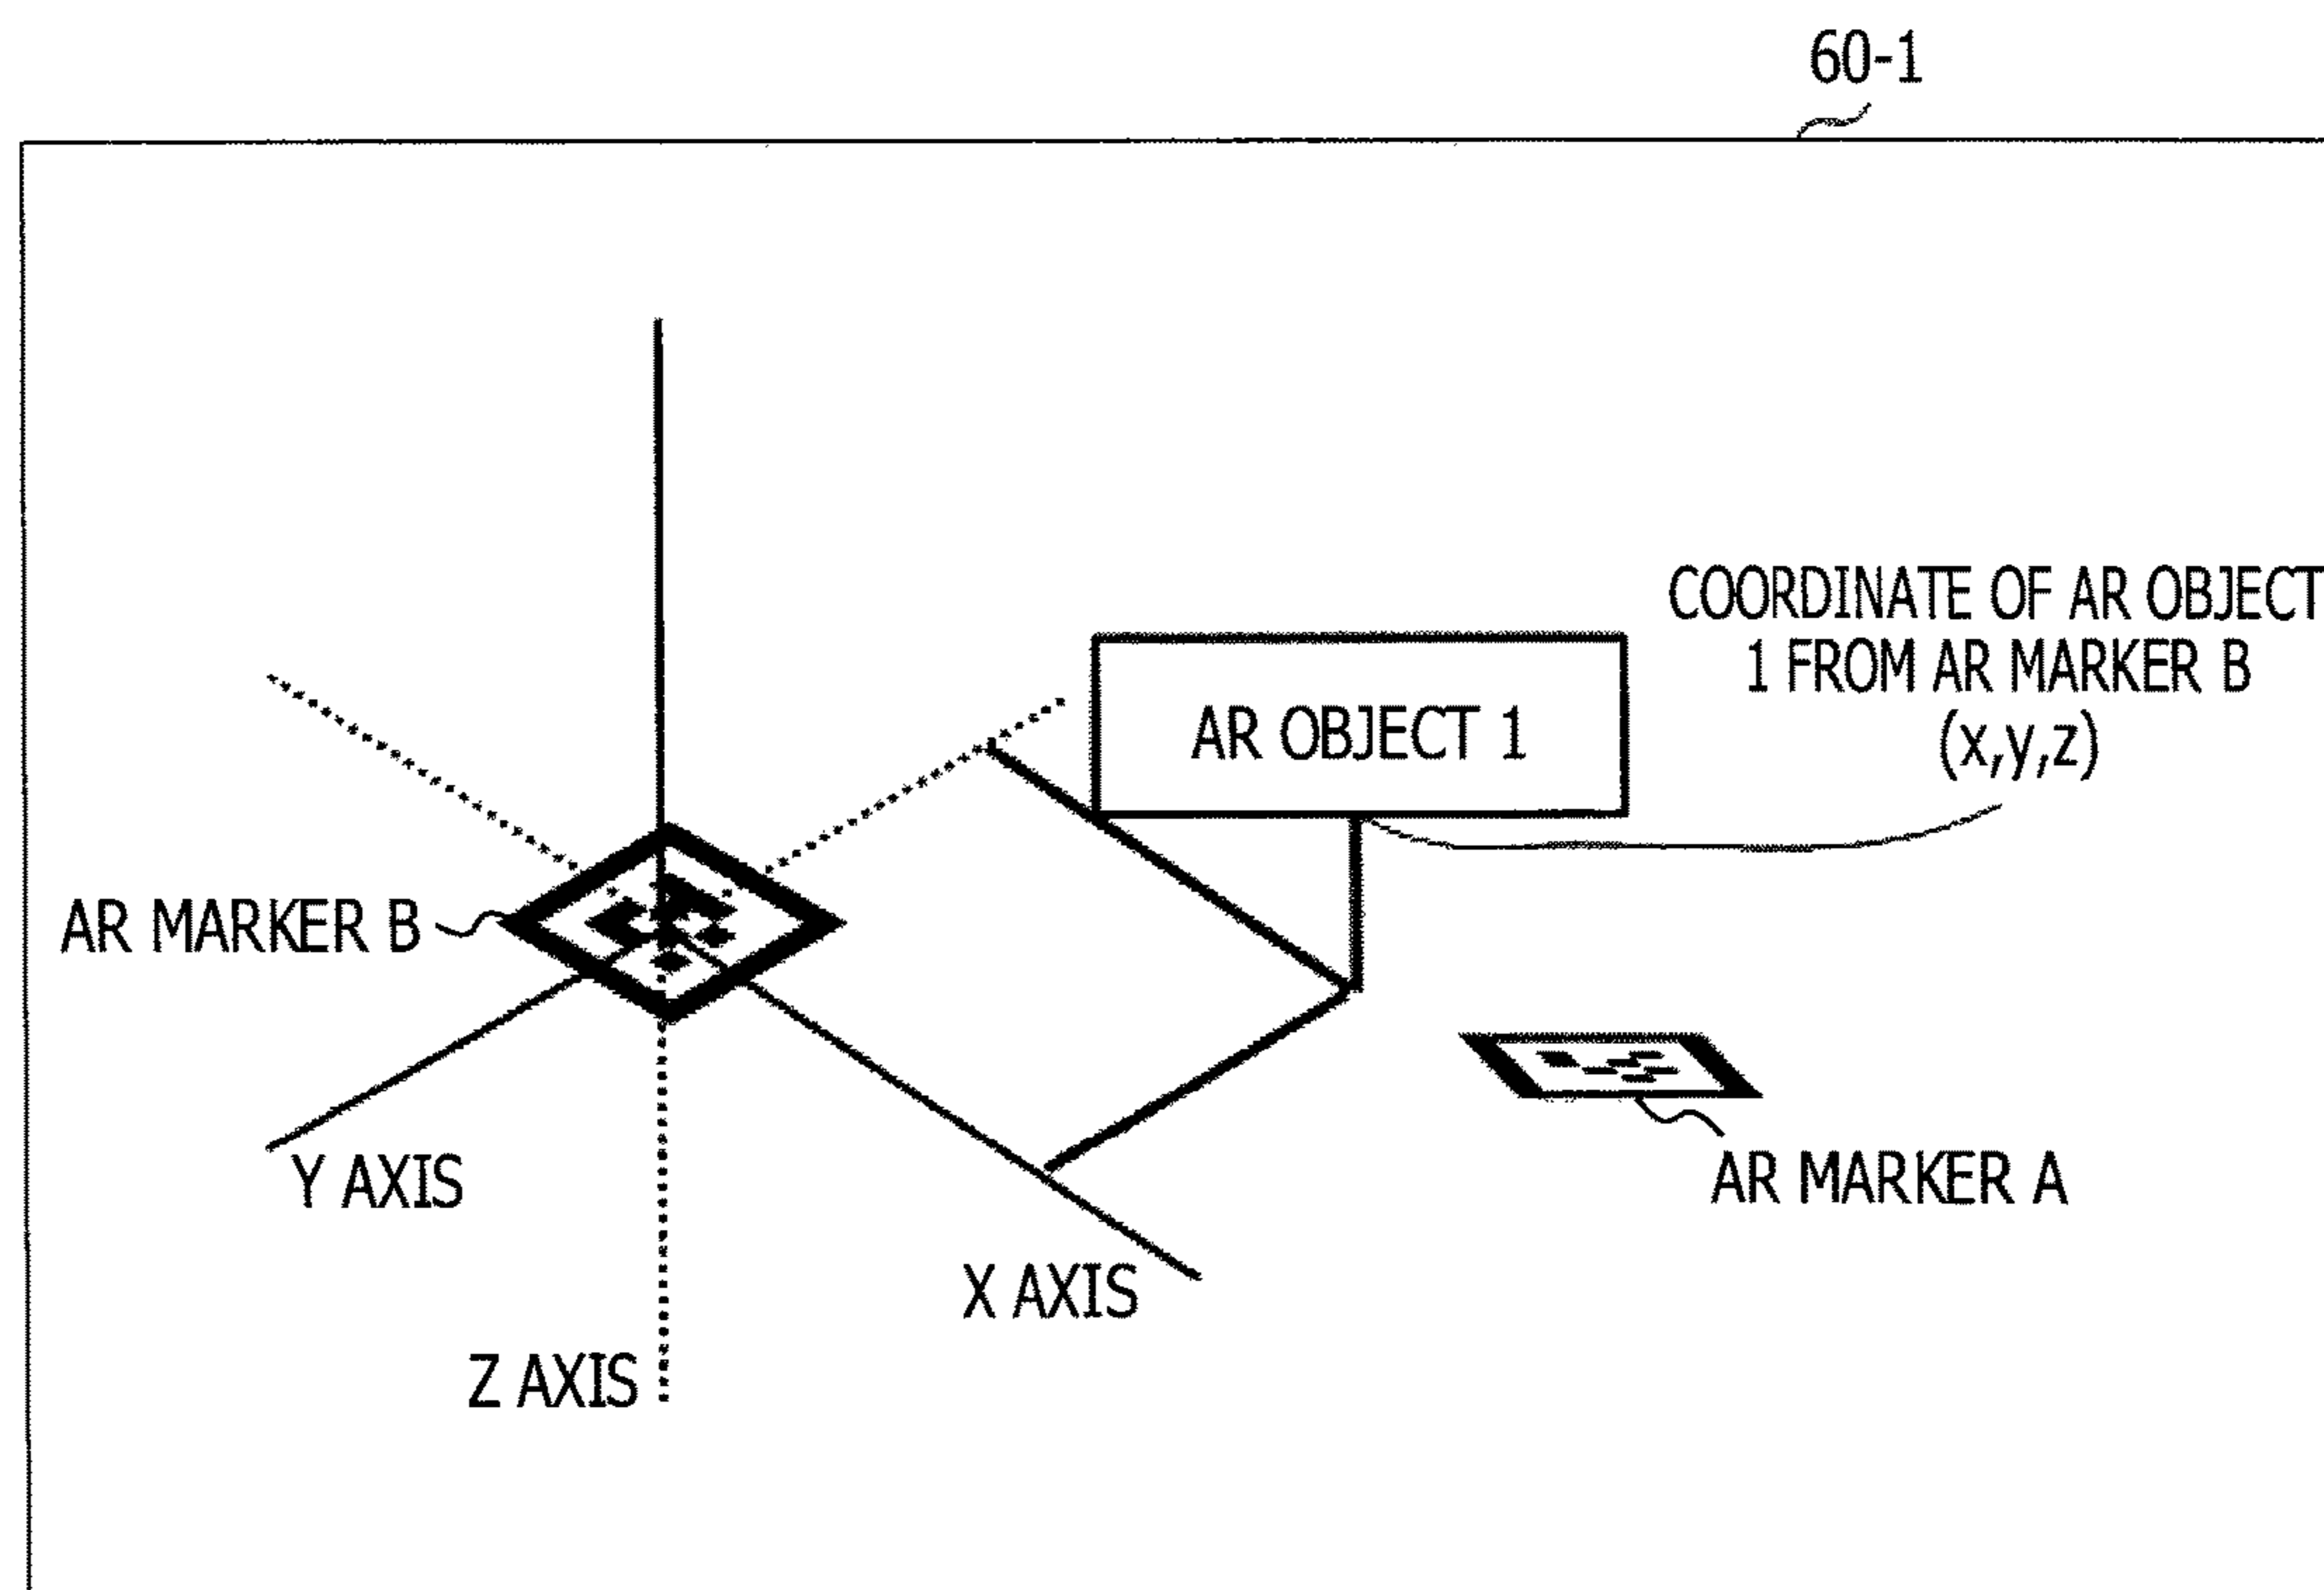 60-1
COORDINATE OF AR OBJECT
1 FROM AR MARKER B
(x,y,z)
AR OBJECT 1
AR MARKER B
AR MARKER A
Y AXIS
X AXIS
Z AXIS